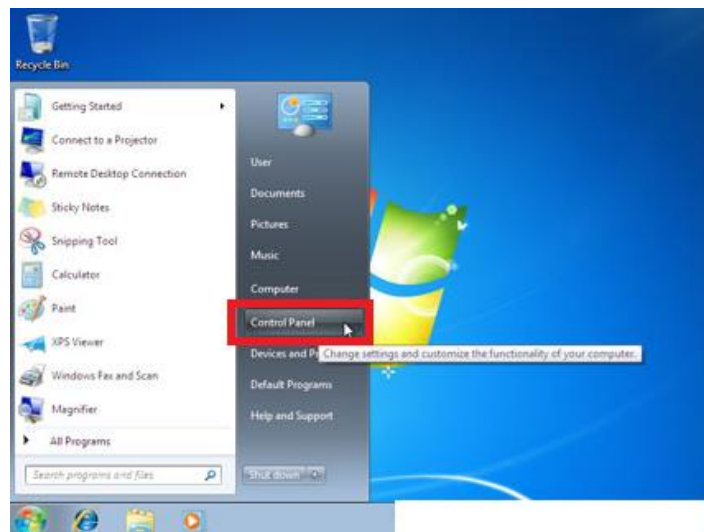 Recycle Bin
Getting Started
Connect to a Projector
Remote Desktop Connection
Sticky Notes
Snipping Tool
Calculator
Paint
XPS Viewer
Windows Fax and Scan
Magnifier
All Programs
Search programs and files
User
Documents
Pictures
Music
Computer
Control Panel
Devices and P
Change settings and customize the functionality of your computer.
Default Programs
Help and Support
Shut down